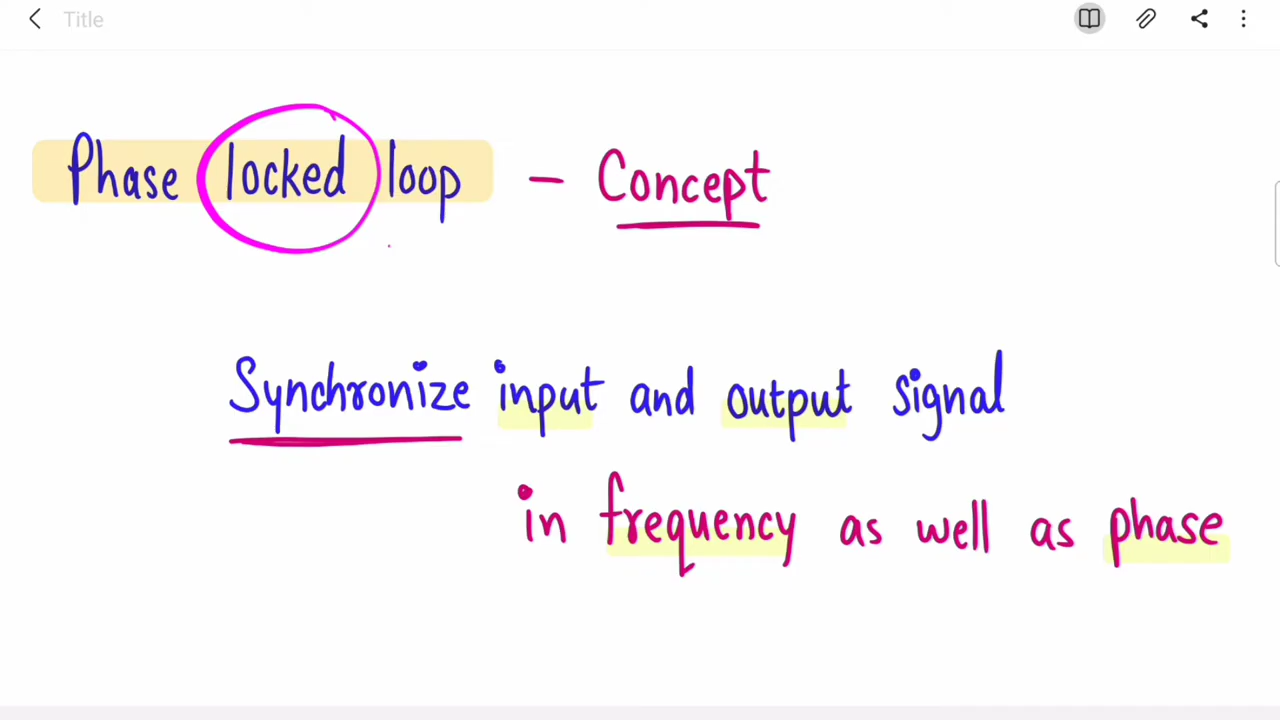 Title
Phase locked loop - Concept
Synchronize input and output signal
in frequency as well as phase